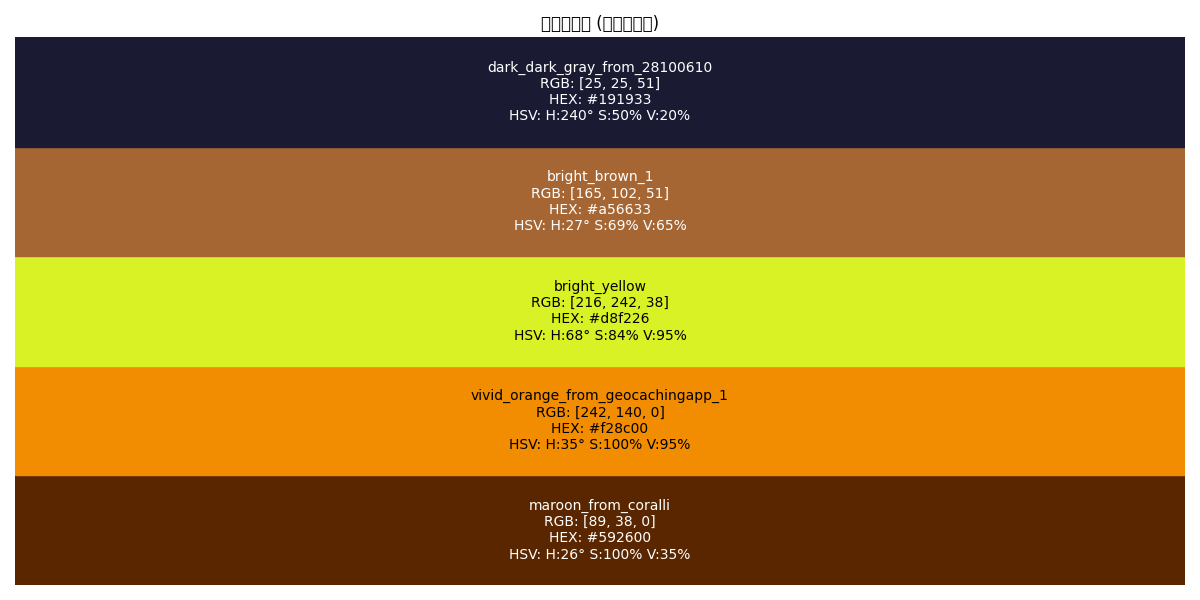 dark_dark_gray_from_28100610
RGB: [25, 25, 51]
HEX: #191933
HSV: H:240° S:50% V:20%
bright_brown_1
RGB: [165, 102, 51]
HEX: #a56633
HSV: H:27° S:69% V:65%
bright_yellow
RGB: [216, 242, 38]
HEX: #d8f226
HSV: H:68° S:84% V:95%
vivid_orange_from_geocachingapp_1
RGB: [242, 140, 0]
HEX: #f28c00
HSV: H:35° S:100% V:95%
maroon_from_coralli
RGB: [89, 38, 0]
HEX: #592600
HSV: H:26° S:100% V:35%